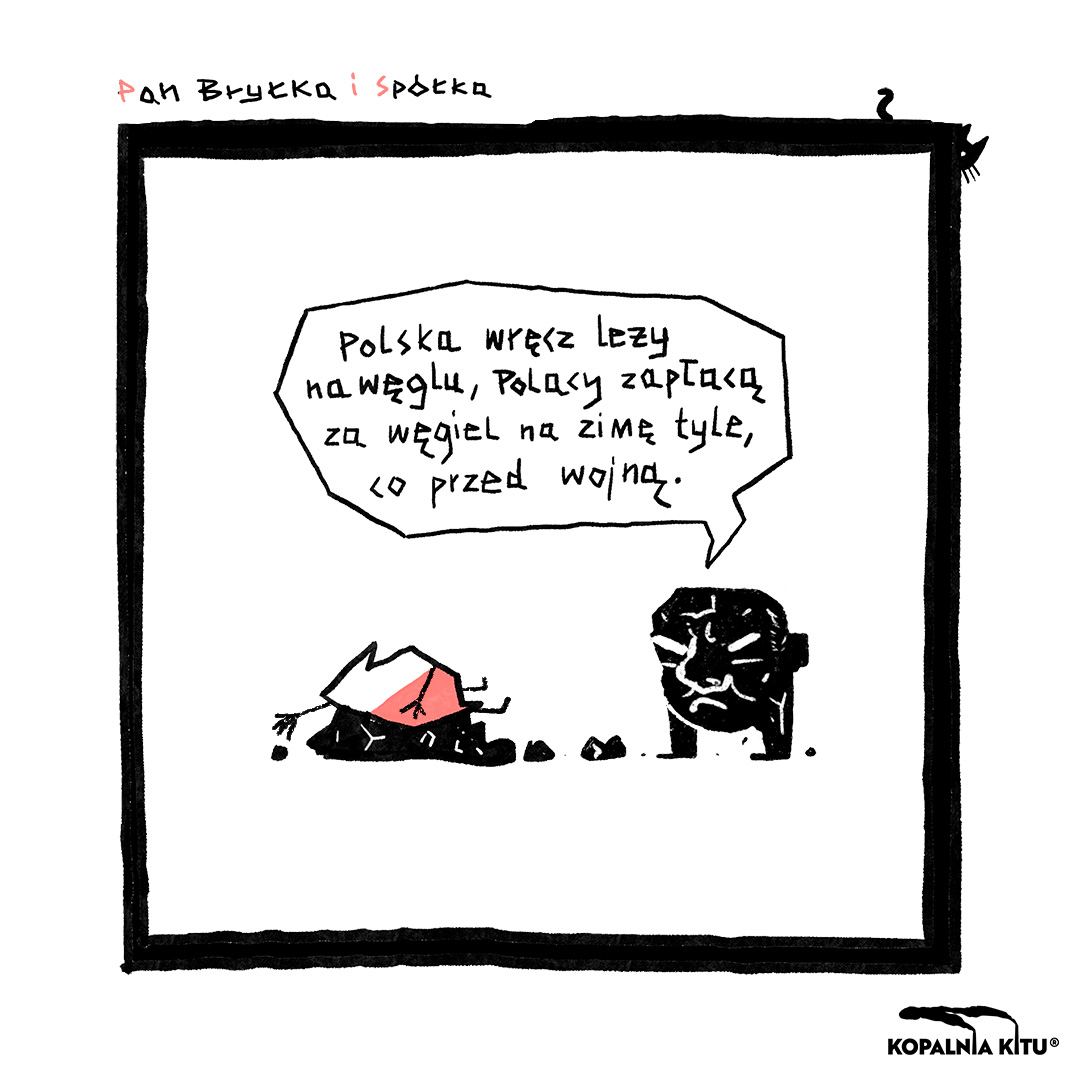 Pan Bryłka i Spółka
Polska wręcz leży
na węglu, Polacy zapłacą
za węgiel na zimę tyle,
co przed wojną.
KOPALNIA KITU®